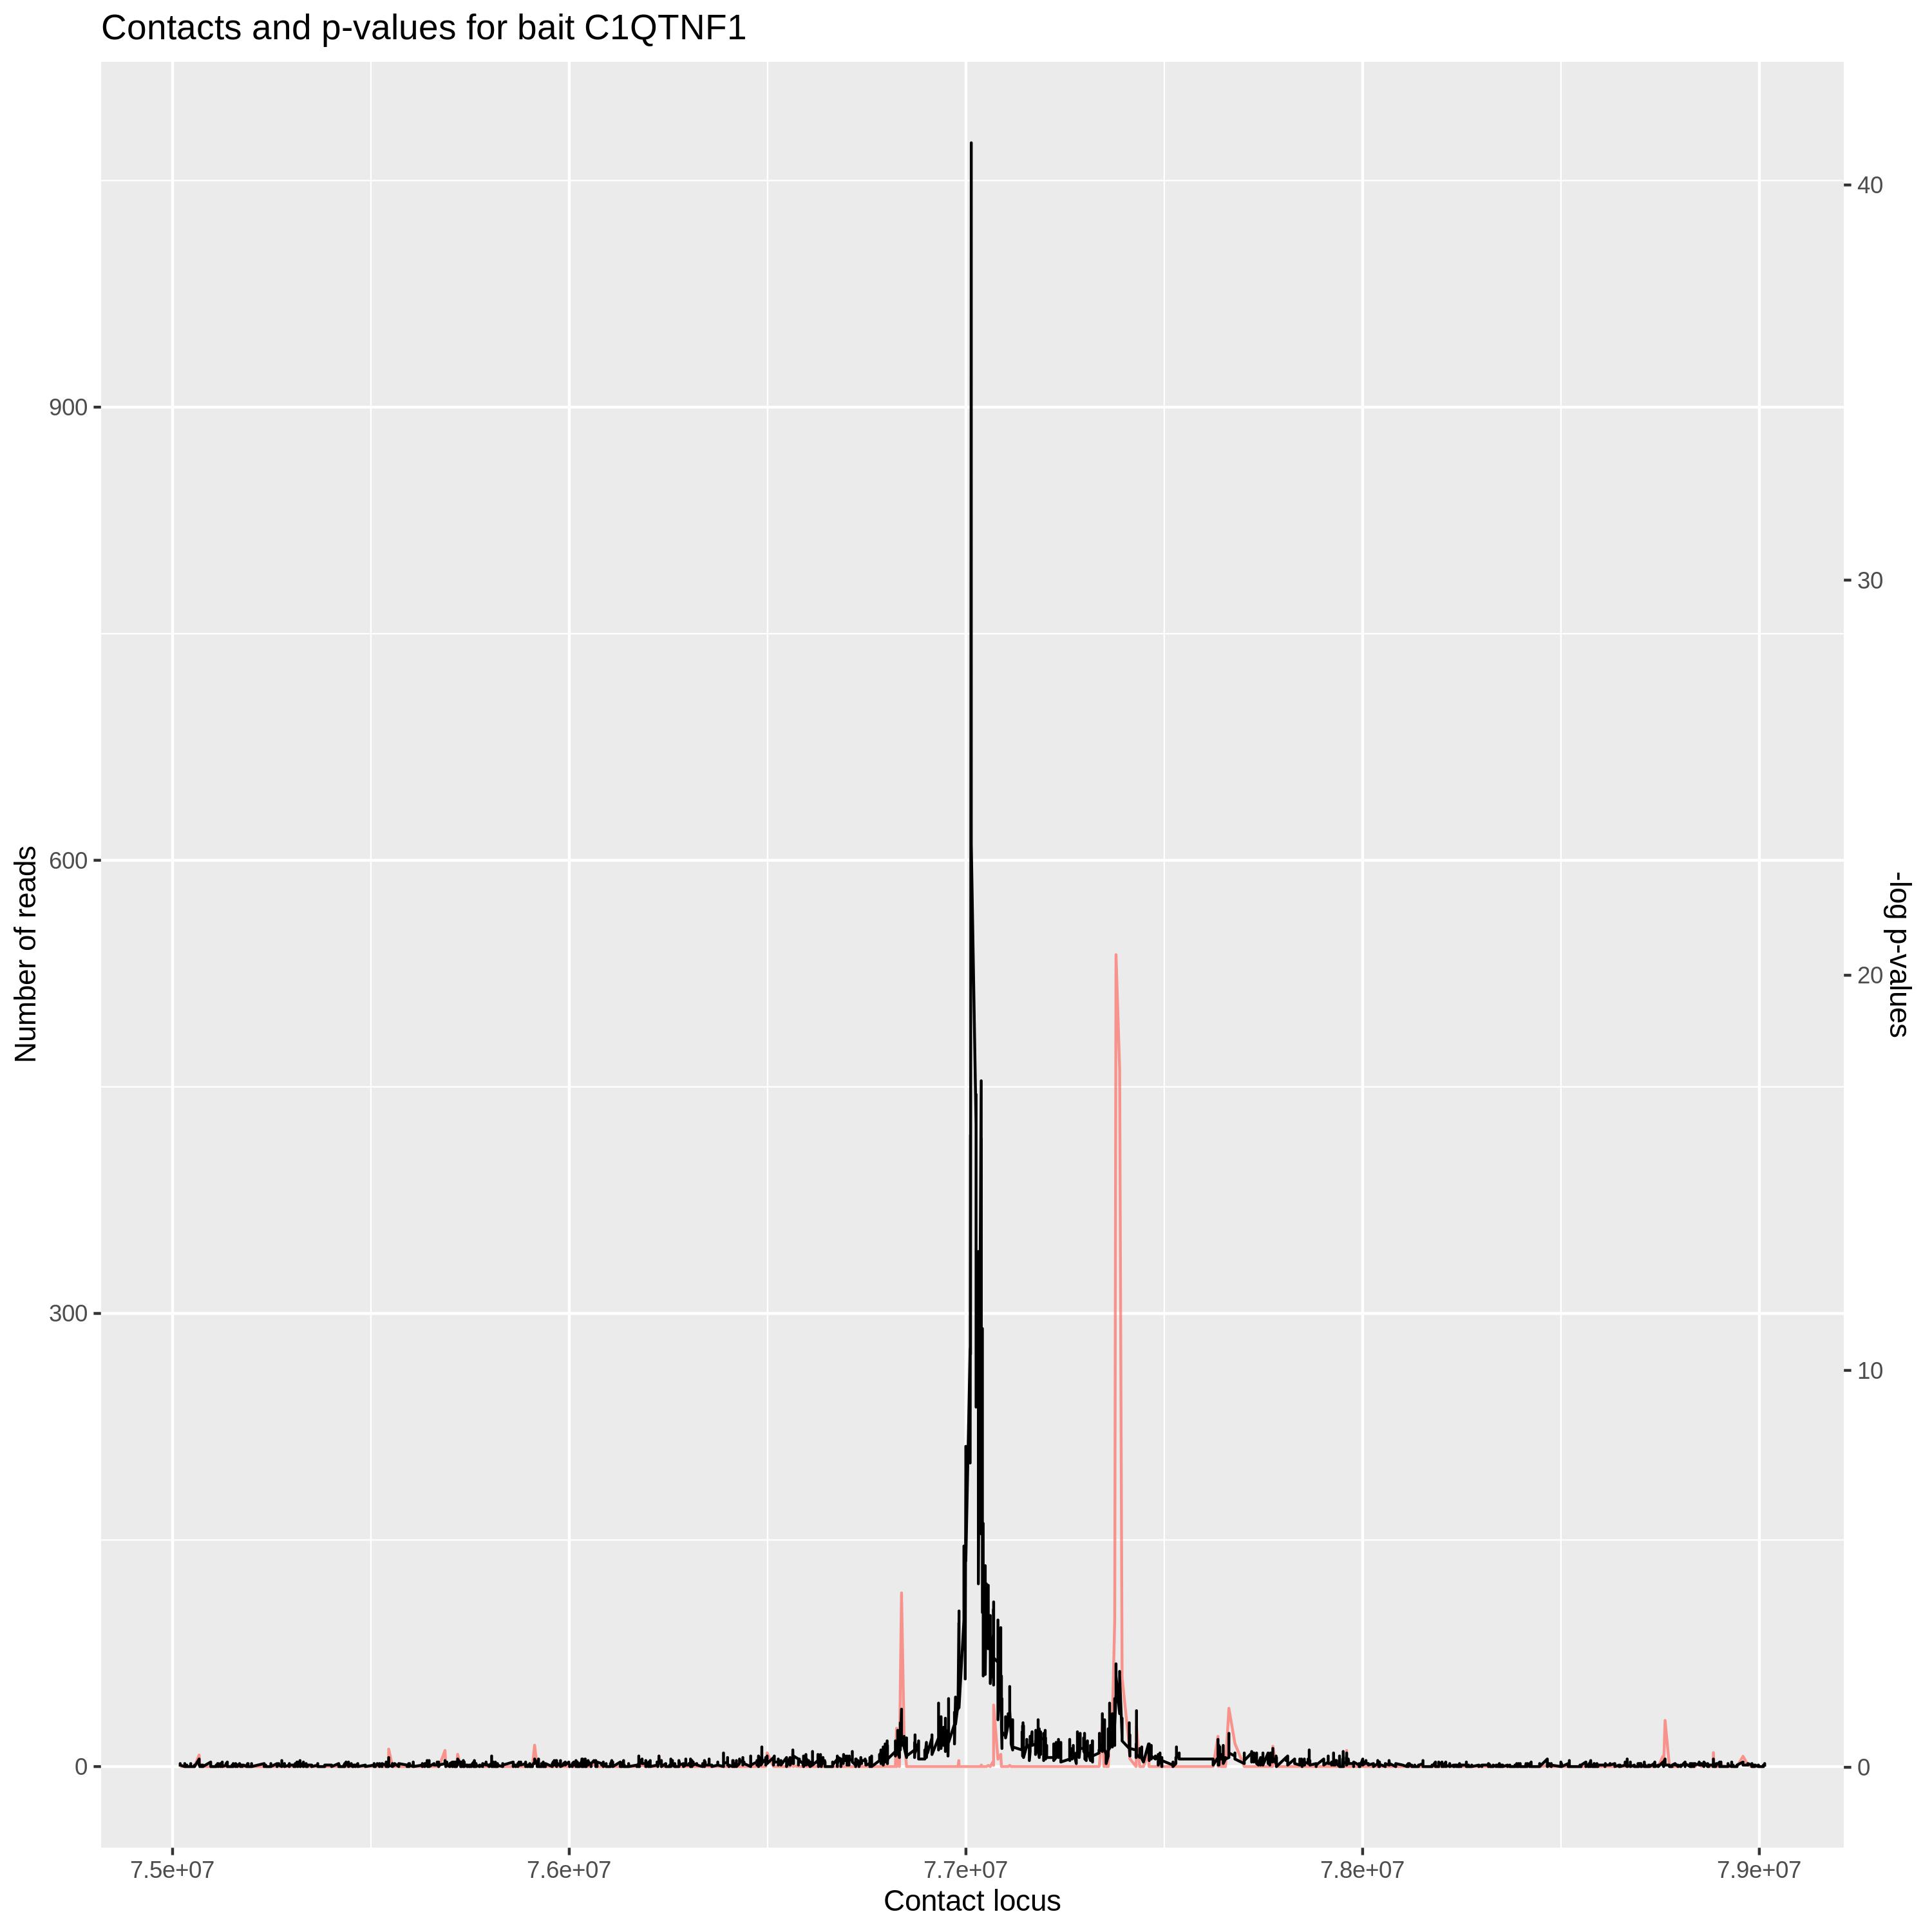 Contacts and p-values for bait C1QTNF1
Number of reads
900
600
300
0
40
30
20
10
0
-log p-values
7.5e+07
7.6e+07
7.7e+07
7.8e+07
7.9e+07
Contact locus